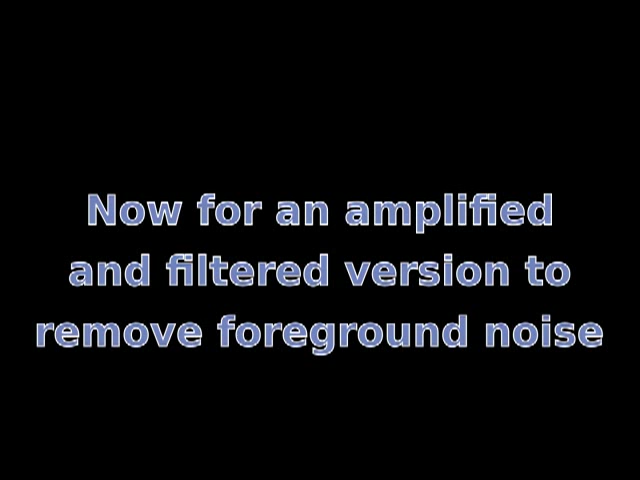 Now for an amplified
and filtered version to
remove foreground noise